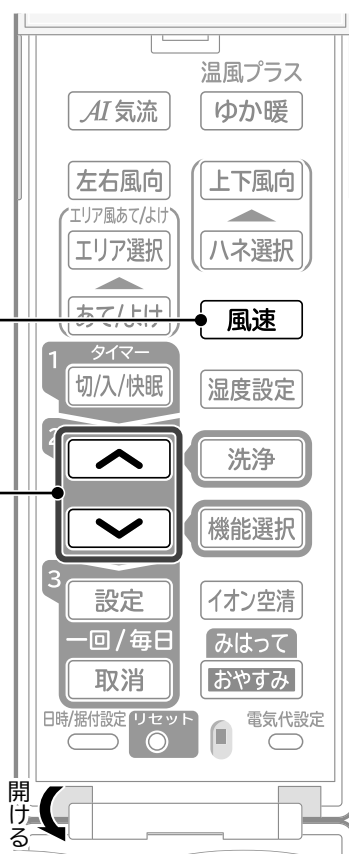 温風プラス
AI 気流
ゆか暖
左右風向
上下風向
エリア風あて/よけ
エリア選択
ハネ選択
あて/よけ
風速
1
タイマー
切/入/快眠
湿度設定
2
洗浄
機能選択
3
設定
イオン空清
一回/毎日
みはって
取消
おやすみ
日時/据付設定
リセット
電気代設定
開ける